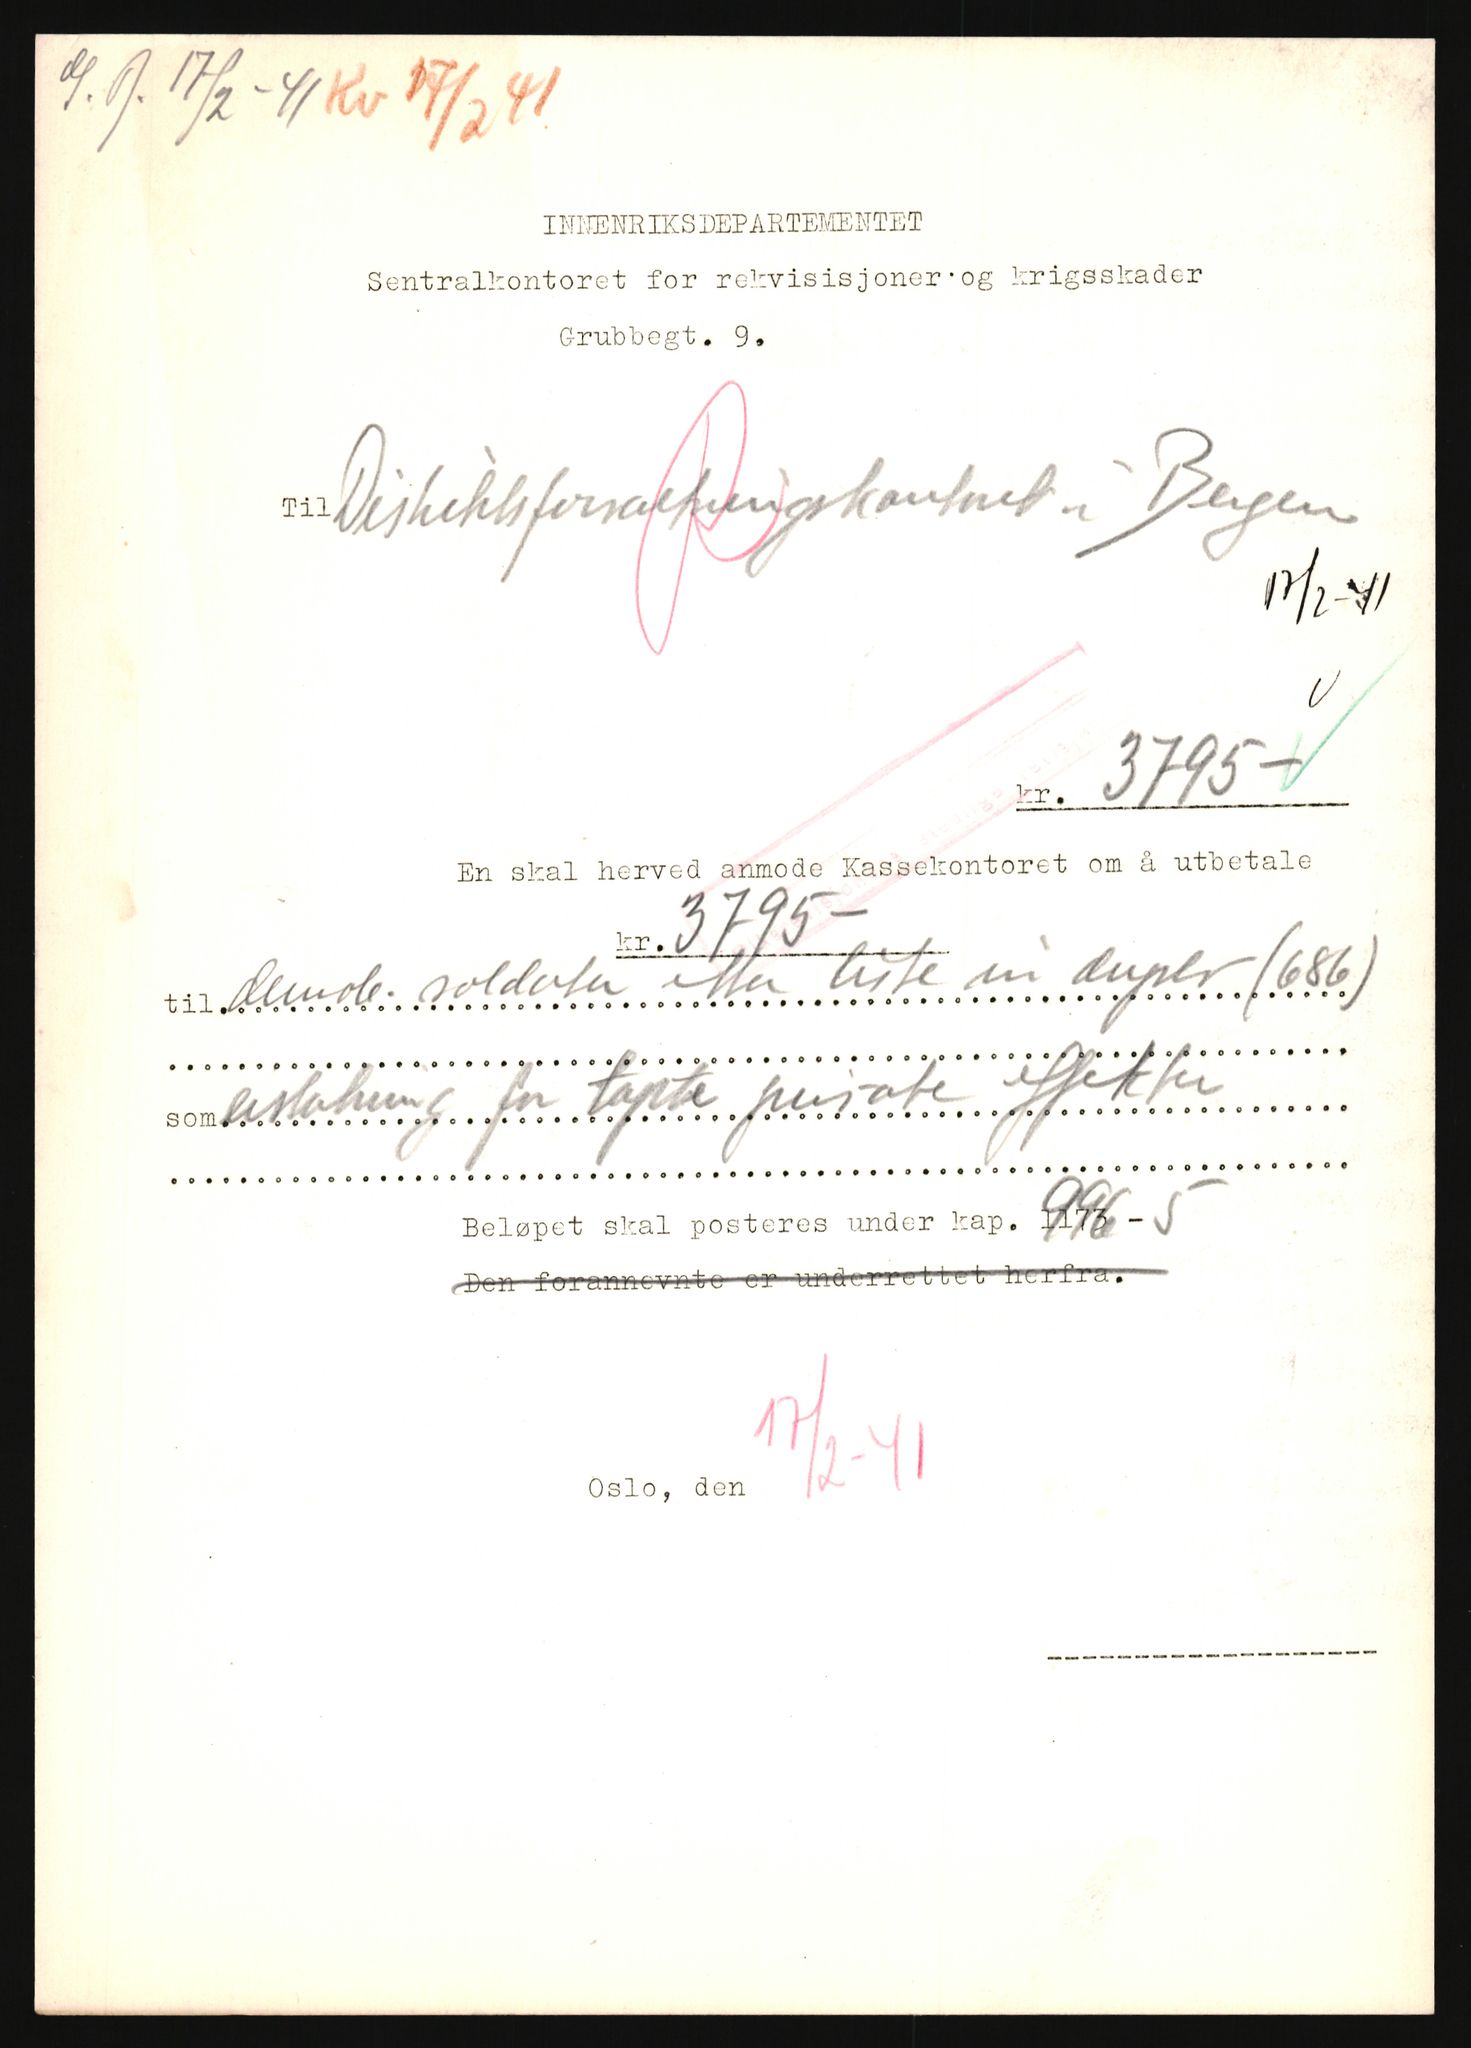 17/2-41 Kv 17/2 41
INNENRIKSDEPARTEMENTET
Sentralkontoret for rekvisisjoner og krigsskader
Grubbegt. 9.
Til Distriktsforvaltningskontoret i Bergen
17/2-41
kr. 3795-
En skal herved anmode Kassekontoret om å utbetale
kr. 3795-
til demob. soldater efter liste in duplo (686)
som erstatning for tapte private effekter
Beløpet skal posteres under kap. 1173 996 - 5
Den forannevnte er underrettet herfra.
Oslo, den 17/2-41